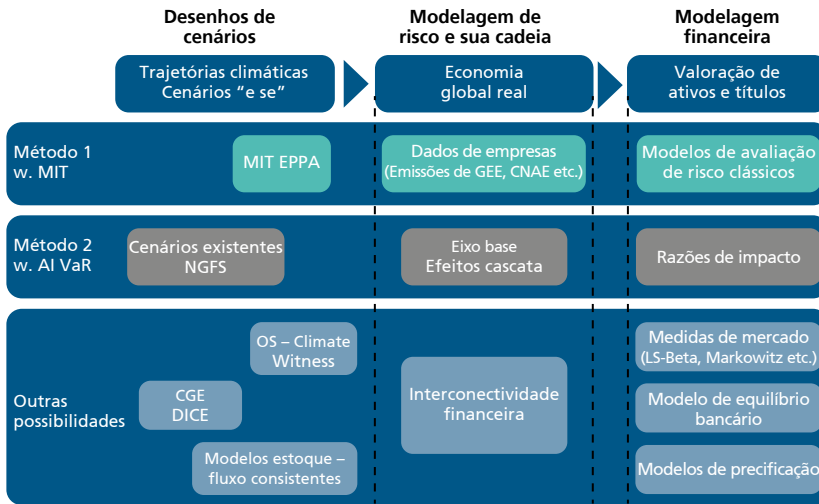 Desenhos de
cenários
Modelagem de
risco e sua cadeia
Modelagem
financeira
Trajetórias climáticas
Cenários “e se”
Economia
global real
Valoração de
ativos e títulos
Método 1
w. MIT
MIT EPPA
Dados de empresas
(Emissões de GEE, CNAE etc.)
Modelos de avaliação
de risco clássicos
Método 2
w. AI VaR
Cenários existentes
NGFS
Eixo base
Efeitos cascata
Razões de impacto
Outras
possibilidades
OS – Climate
Witness
CGE
DICE
Modelos estoque –
fluxo consistentes
Interconectividade
financeira
Medidas de mercado
(LS-Beta, Markowitz etc.)
Modelo de equilíbrio
bancário
Modelos de precificação